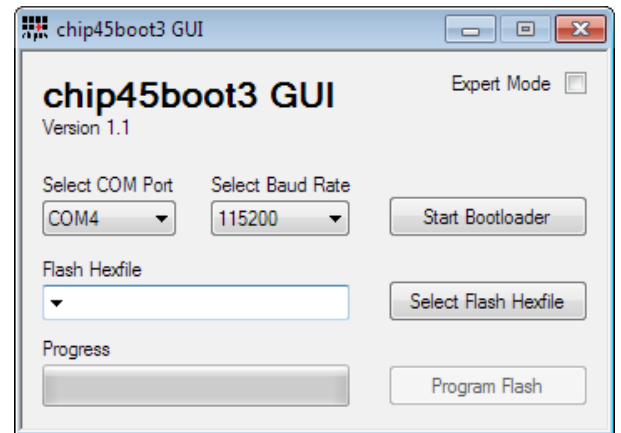 chip45boot3 GUI
chip45boot3 GUI
Expert Mode
Version 1.1
Select COM Port Select Baud Rate
COM4 115200 Start Bootloader
Flash Hexfile
Select Flash Hexfile
Progress
Program Flash